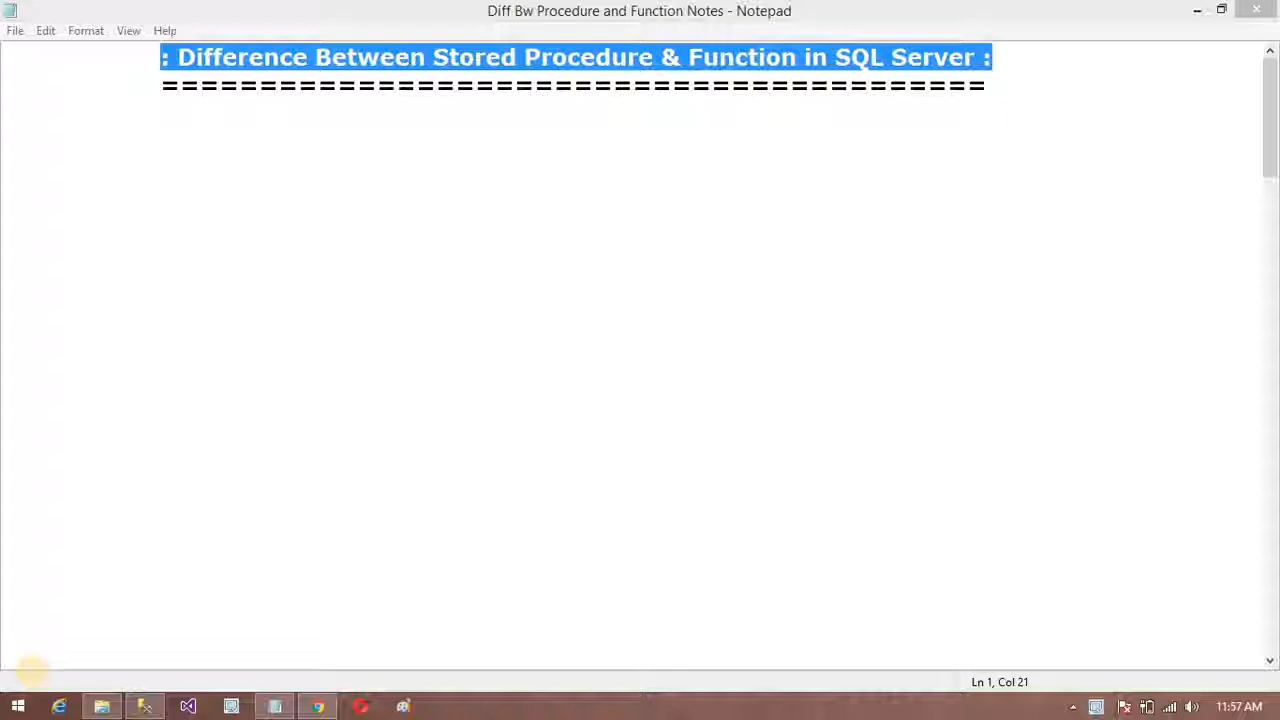 Diff Bw Procedure and Function Notes - Notepad
File Edit Format View Help
: Difference Between Stored Procedure & Function in SQL Server :
==========================================
Ln 1, Col 21
11:57 AM